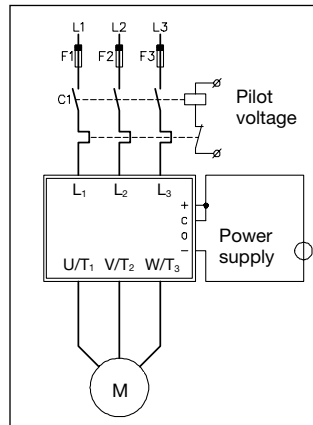 L1 L2 L3
F1 F2 F3
C1
Pilot
voltage
L1 L2 L3
+
c
o
−
Power
supply
U/T1 V/T2 W/T3
M